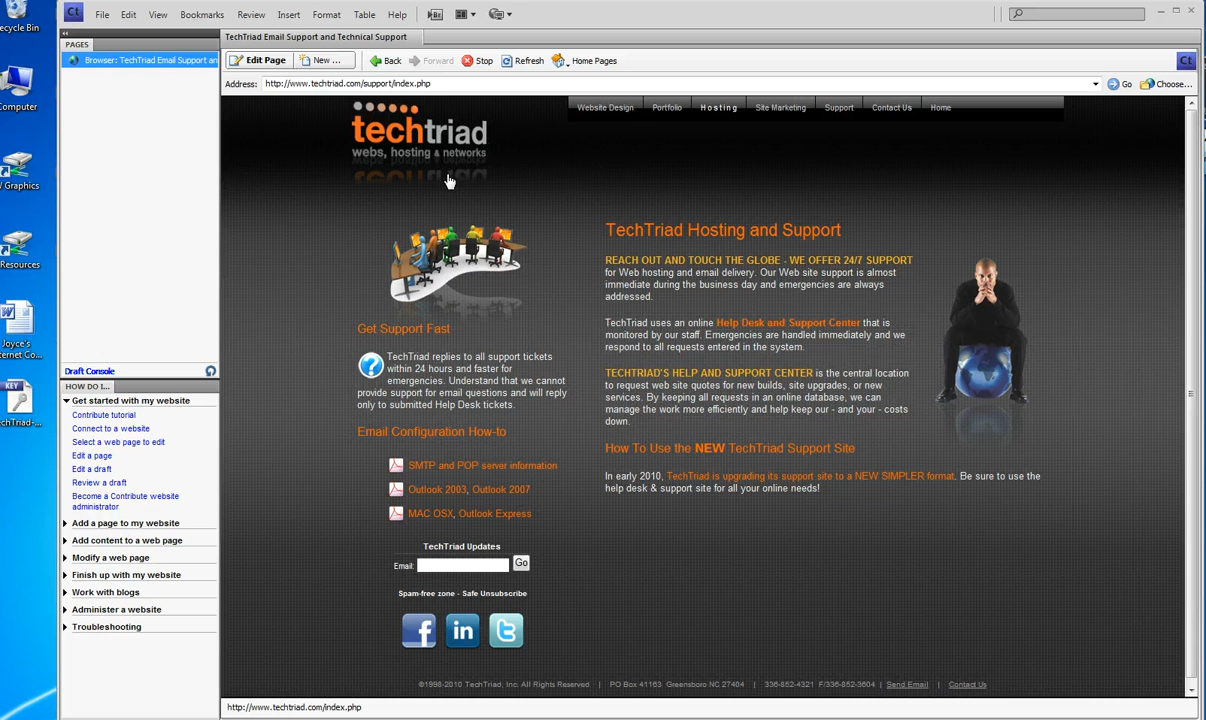 ecycle Bin
Computer
/ Graphics
Resources
Joyce's
ternet Co...
KEY
echTriad-...
Ct File Edit View Bookmarks Review Insert Format Table Help Br
PAGES
Browser: TechTriad Email Support an
TechTriad Email Support and Technical Support
Edit Page New ... Back Forward Stop Refresh Home Pages Ct
Address: http://www.techtriad.com/support/index.php Go Choose...
techtriad
webs, hosting & networks
Website Design Portfolio Hosting Site Marketing Support Contact Us Home
Get Support Fast
TechTriad replies to all support tickets
within 24 hours and faster for
emergencies. Understand that we cannot
provide support for email questions and will reply
only to submitted Help Desk tickets.
Email Configuration How-to
SMTP and POP server information
Outlook 2003, Outlook 2007
MAC OSX, Outlook Express
TechTriad Updates
Email: Go
Spam-free zone - Safe Unsubscribe
f in t
TechTriad Hosting and Support
REACH OUT AND TOUCH THE GLOBE - WE OFFER 24/7 SUPPORT
for Web hosting and email delivery. Our Web site support is almost
immediate during the business day and emergencies are always
addressed.
TechTriad uses an online Help Desk and Support Center that is
monitored by our staff. Emergencies are handled immediately and we
respond to all requests entered in the system.
TECHTRIAD'S HELP AND SUPPORT CENTER is the central location
to request web site quotes for new builds, site upgrades, or new
services. By keeping all requests in an online database, we can
manage the work more efficiently and help keep our - and your - costs
down.
How To Use the NEW TechTriad Support Site
In early 2010, TechTriad is upgrading its support site to a NEW SIMPLER format. Be sure to use the
help desk & support site for all your online needs!
©1998-2010 TechTriad, Inc. All Rights Reserved | PO Box 41163 Greensboro NC 27404 | 336-852-4321 F/336-852-3604 | Send Email | Contact Us
Draft Console
HOW DO I...
Get started with my website
Contribute tutorial
Connect to a website
Select a web page to edit
Edit a page
Edit a draft
Review a draft
Become a Contribute website
administrator
Add a page to my website
Add content to a web page
Modify a web page
Finish up with my website
Work with blogs
Administer a website
Troubleshooting
http://www.techtriad.com/index.php